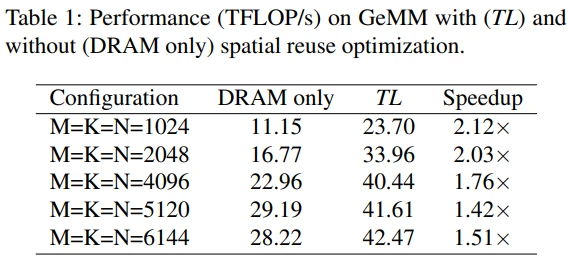 Table 1: Performance (TFLOP/s) on GeMM with (TL) and
without (DRAM only) spatial reuse optimization.
Configuration DRAM only TL Speedup
M=K=N=1024 11.15 23.70 2.12×
M=K=N=2048 16.77 33.96 2.03×
M=K=N=4096 22.96 40.44 1.76×
M=K=N=5120 29.19 41.61 1.42×
M=K=N=6144 28.22 42.47 1.51×